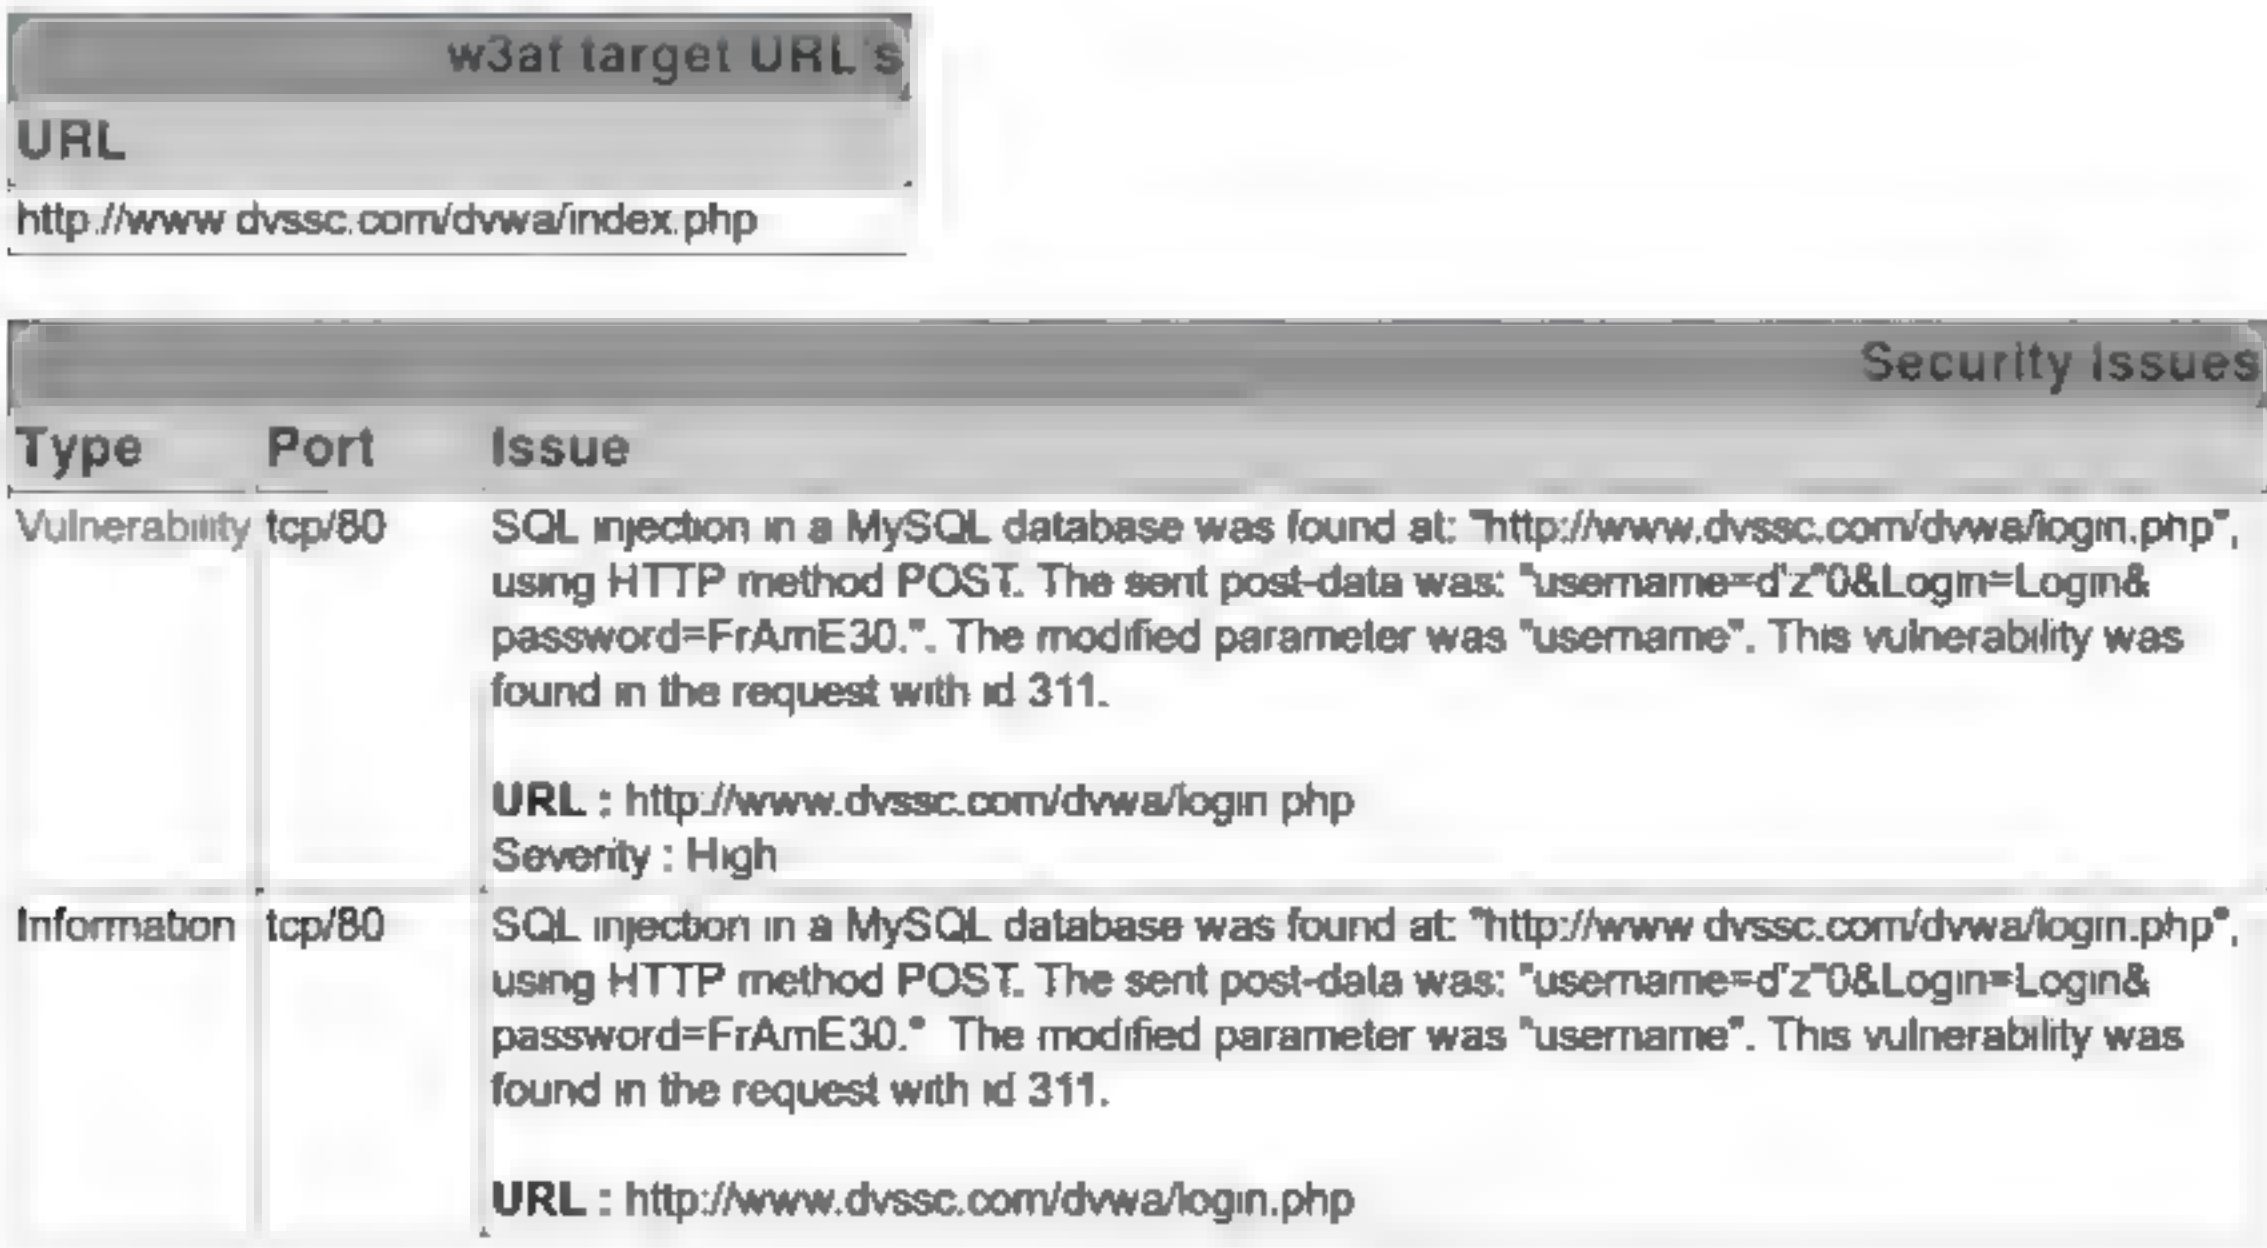 w3af target URL's
URL
http://www.dvssc.com/dvwa/index.php
Security Issues
Type Port Issue
Vulnerability tcp/80 SQL injection in a MySQL database was found at: "http://www.dvssc.com/dvwa/login.php",
using HTTP method POST. The sent post-data was: "username=d'z"0&Login=Login&
password=FrAmE30.". The modified parameter was "username". This vulnerability was
found in the request with id 311.
URL : http://www.dvssc.com/dvwa/login.php
Severity : High
Information tcp/80 SQL injection in a MySQL database was found at: "http://www.dvssc.com/dvwa/login.php",
using HTTP method POST. The sent post-data was: "username=d'z"0&Login=Login&
password=FrAmE30.". The modified parameter was "username". This vulnerability was
found in the request with id 311.
URL : http://www.dvssc.com/dvwa/login.php